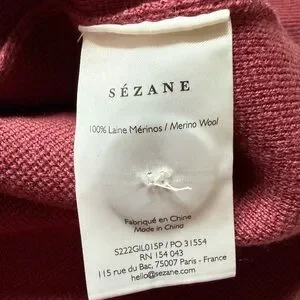 SÉZANE
100% Laine Mérinos / Merino Wool
Fabriqué en Chine
Made in China
S222GIL015P / PO 31554
RN 154 043
115 rue du Bac, 75007 Paris - France
hello@sezane.com